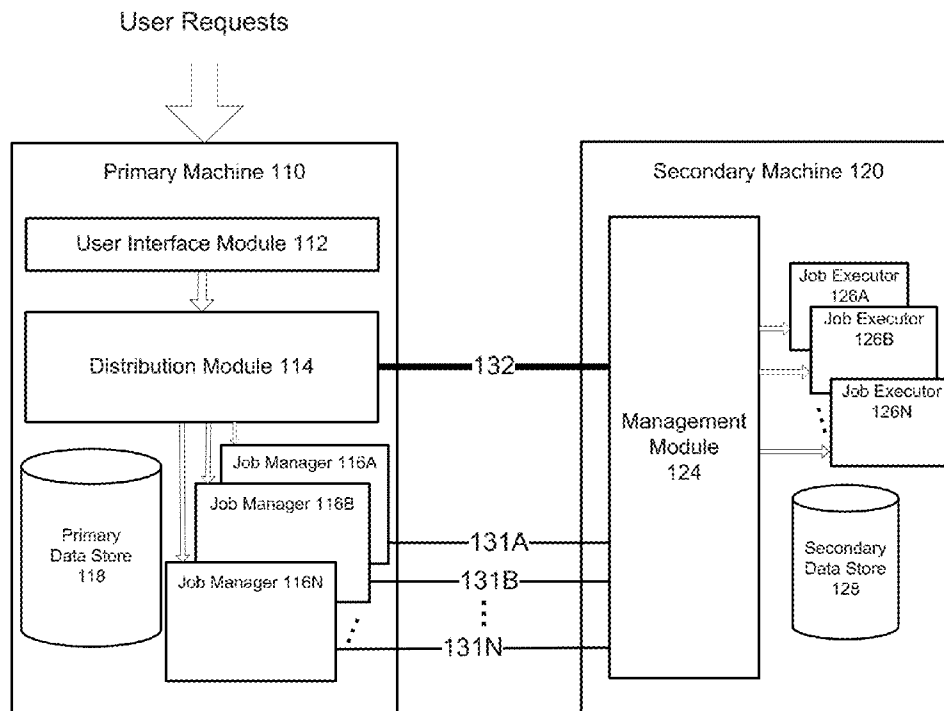 User Requests
Primary Machine 110
Secondary Machine 120
User Interface Module 112
Distribution Module 114
132
Job Executor
126A
Job Executor
126B
Job Executor
126N
Management
Module
124
Job Manager 116A
Job Manager 116B
Job Manager 116N
Primary
Data Store
118
131A
131B
131N
Secondary
Data Store
128